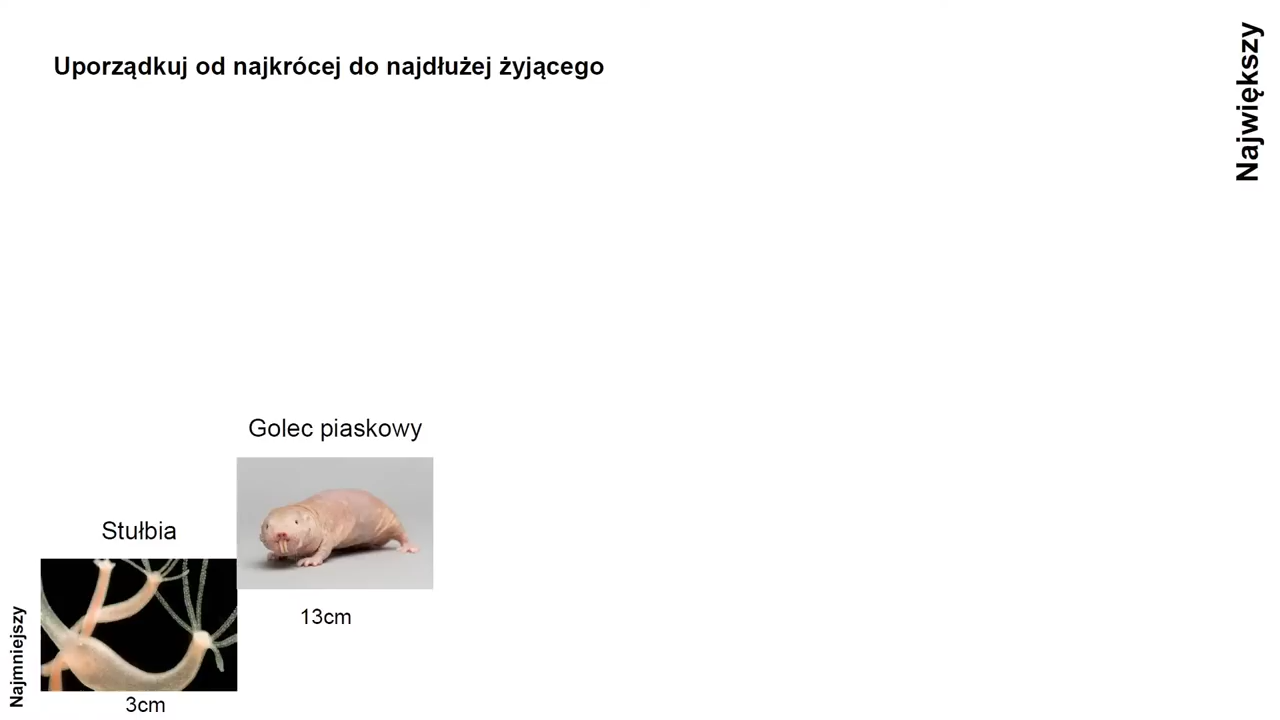 Uporządkuj od najkrócej do najdłużej żyjącego
Największy
Golec piaskowy
Stułbia
13cm
Najmniejszy
3cm